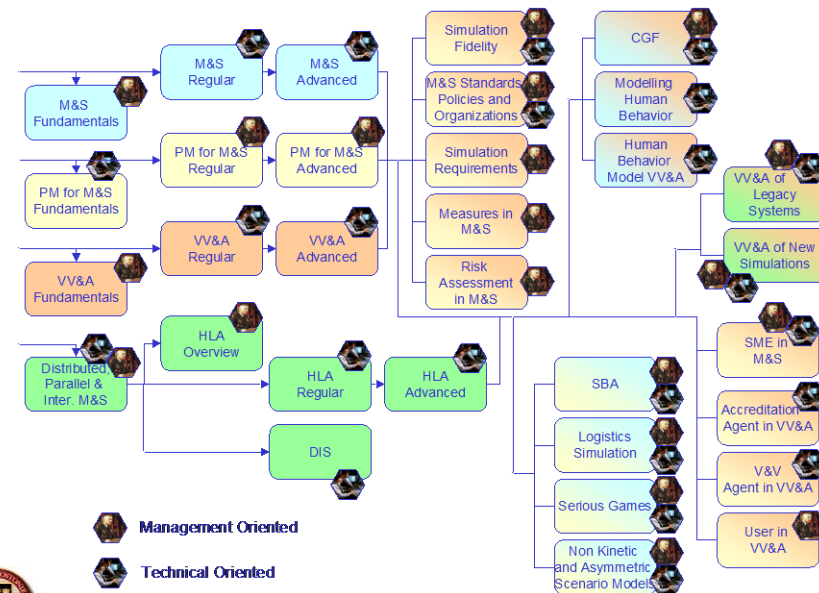 M&S
Fundamentals
M&S
Regular
M&S
Advanced
PM for M&S
Fundamentals
PM for M&S
Regular
PM for M&S
Advanced
VV&A
Fundamentals
VV&A
Regular
VV&A
Advanced
Distributed,
Parallel &
Inter. M&S
HLA
Overview
HLA
Regular
HLA
Advanced
DIS
Simulation
Fidelity
M&S Standards,
Policies and
Organizations
Simulation
Requirements
Measures in
M&S
Risk
Assessment
in M&S
CGF
Modelling
Human
Behavior
Human
Behavior
Model VV&A
VV&A of
Legacy
Systems
VV&A of New
Simulations
SBA
Logistics
Simulation
Serious Games
Non Kinetic
and Asymmetric
Scenario Models
SME in
M&S
Accreditation
Agent in VV&A
V&V
Agent in VV&A
User in
VV&A
Management Oriented
Technical Oriented